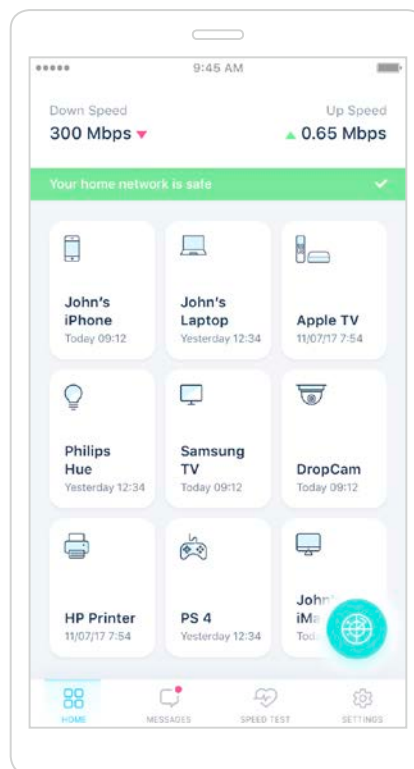 9:45 AM
Down Speed
Up Speed
300 Mbps
0.65 Mbps
Your home network is safe
John's
iPhone
Today 09:12
John's
Laptop
Yesterday 12:34
Apple TV
11/07/17 7:54
Philips
Hue
Yesterday 12:34
Samsung
TV
Today 09:12
DropCam
Today 09:12
HP Printer
11/07/17 7:54
PS 4
Yesterday 12:34
John
iMa
Tod
HOME
MESSAGES
SPEED TEST
SETTINGS